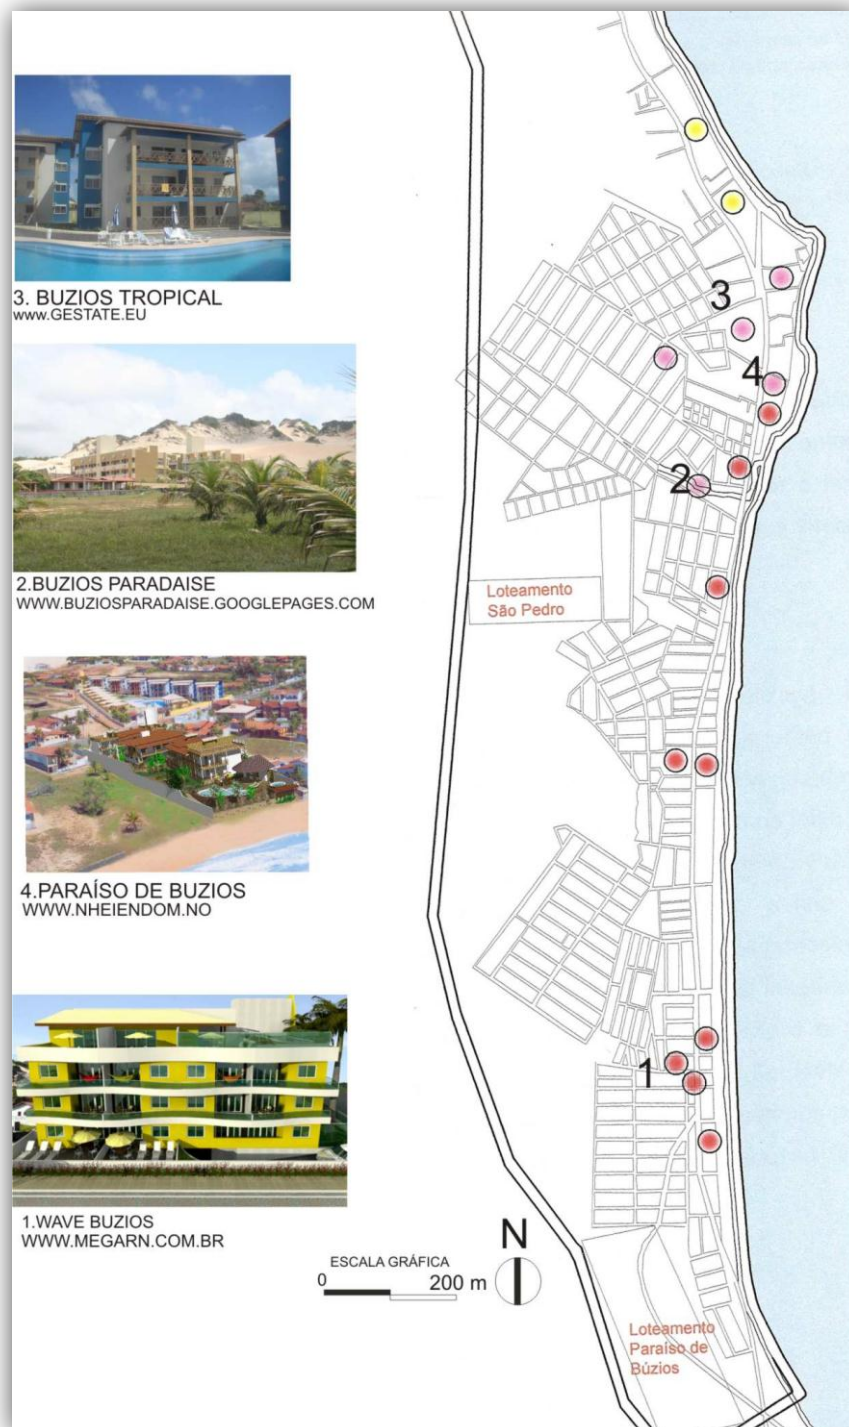 3. BUZIOS TROPICAL
www.GESTATE.EU
2.BUZIOS PARADAISE
WWW.BUZIOSPARADAISE.GOOGLEPAGES.COM
4.PARAÍSO DE BUZIOS
WWW.NHEIENDOM.NO
1.WAVE BUZIOS
WWW.MEGARN.COM.BR
ESCALA GRÁFICA
0 200 m
N
3
4
2
Loteamento
São Pedro
1
Loteamento
Paraíso de
Búzios